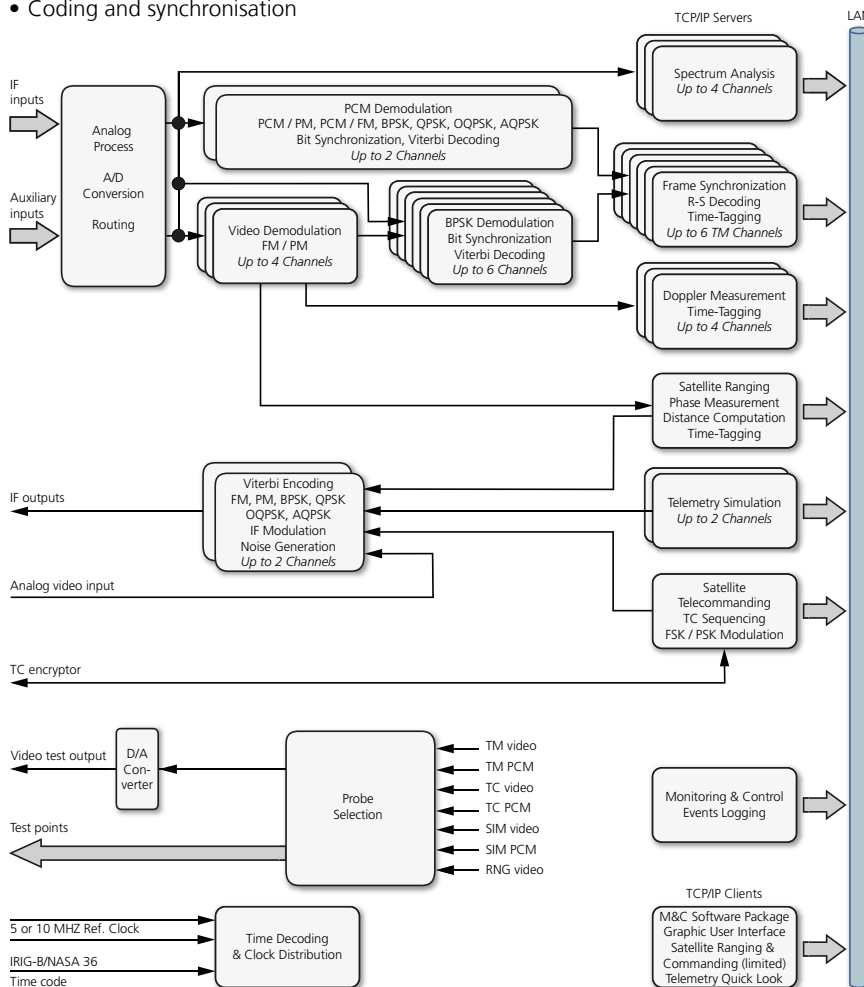 • Coding and synchronisation
TCP/IP Servers
LAN
IF
inputs
Auxiliary
inputs
Analog
Process
A/D
Conversion
Routing
PCM Demodulation
PCM / PM, PCM / FM, BPSK, QPSK, OQPSK, AQPSK
Bit Synchronization, Viterbi Decoding
Up to 2 Channels
Video Demodulation
FM / PM
Up to 4 Channels
BPSK Demodulation
Bit Synchronization
Viterbi Decoding
Up to 6 Channels
Spectrum Analysis
Up to 4 Channels
Frame Synchronization
R-S Decoding
Time-Tagging
Up to 6 TM Channels
Doppler Measurement
Time-Tagging
Up to 4 Channels
Satellite Ranging
Phase Measurement
Distance Computation
Time-Tagging
IF outputs
Viterbi Encoding
FM, PM, BPSK, QPSK
OQPSK, AQPSK
IF Modulation
Noise Generation
Up to 2 Channels
Telemetry Simulation
Up to 2 Channels
Analog video input
Satellite
Telecommanding
TC Sequencing
FSK / PSK Modulation
TC encryptor
Video test output
D/A
Con-
verter
Test points
Probe
Selection
TM video
TM PCM
TC video
TC PCM
SIM video
SIM PCM
RNG video
Monitoring & Control
Events Logging
5 or 10 MHZ Ref. Clock
IRIG-B/NASA 36
Time code
Time Decoding
& Clock Distribution
TCP/IP Clients
M&C Software Package
Graphic User Interface
Satellite Ranging &
Commanding (limited)
Telemetry Quick Look